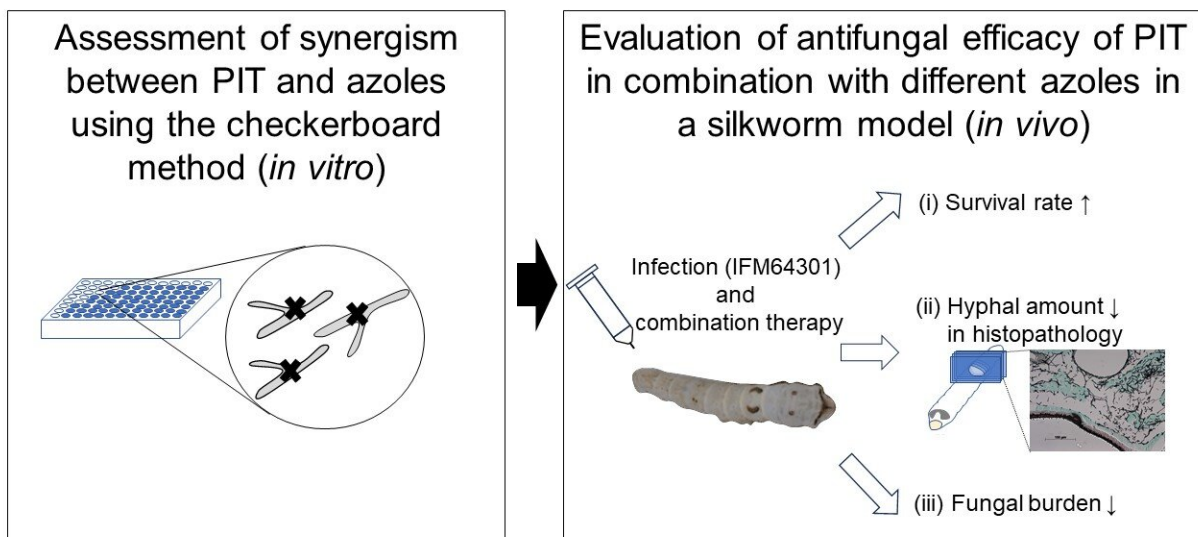 Assessment of synergism
between PIT and azoles
using the checkerboard
method (in vitro)
Evaluation of antifungal efficacy of PIT
in combination with different azoles in
a silkworm model (in vivo)
(i) Survival rate ↑
Infection (IFM64301)
and
combination therapy
(ii) Hyphal amount ↓
in histopathology
(iii) Fungal burden ↓